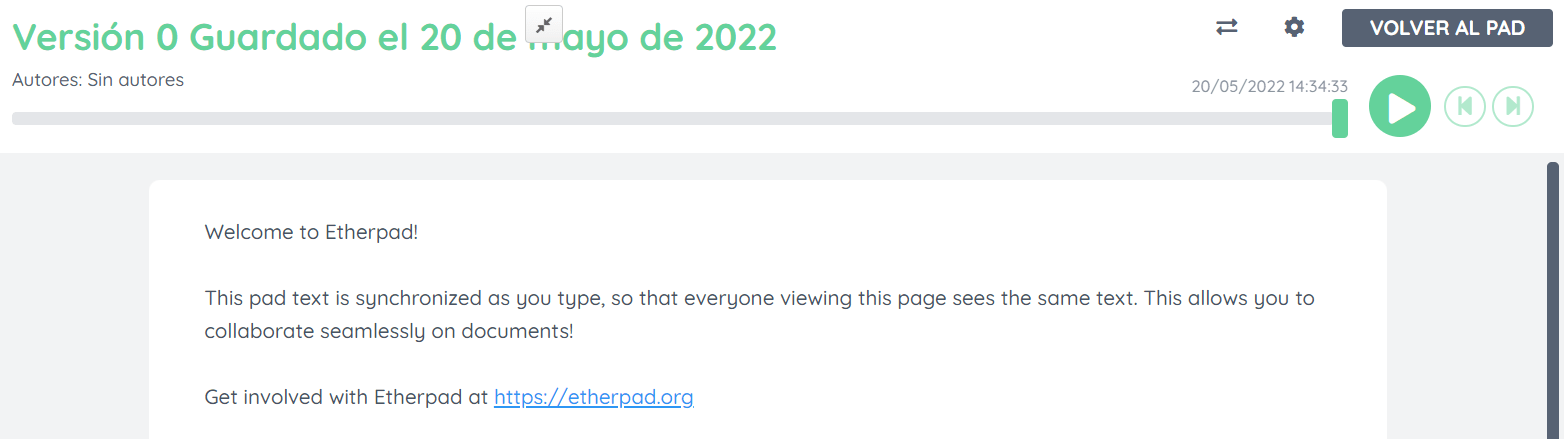 Versión 0 Guardado el 20 de mayo de 2022
VOLVER AL PAD
Autores: Sin autores
20/05/2022 14:34:33
Welcome to Etherpad!
This pad text is synchronized as you type, so that everyone viewing this page sees the same text. This allows you to
collaborate seamlessly on documents!
Get involved with Etherpad at https://etherpad.org